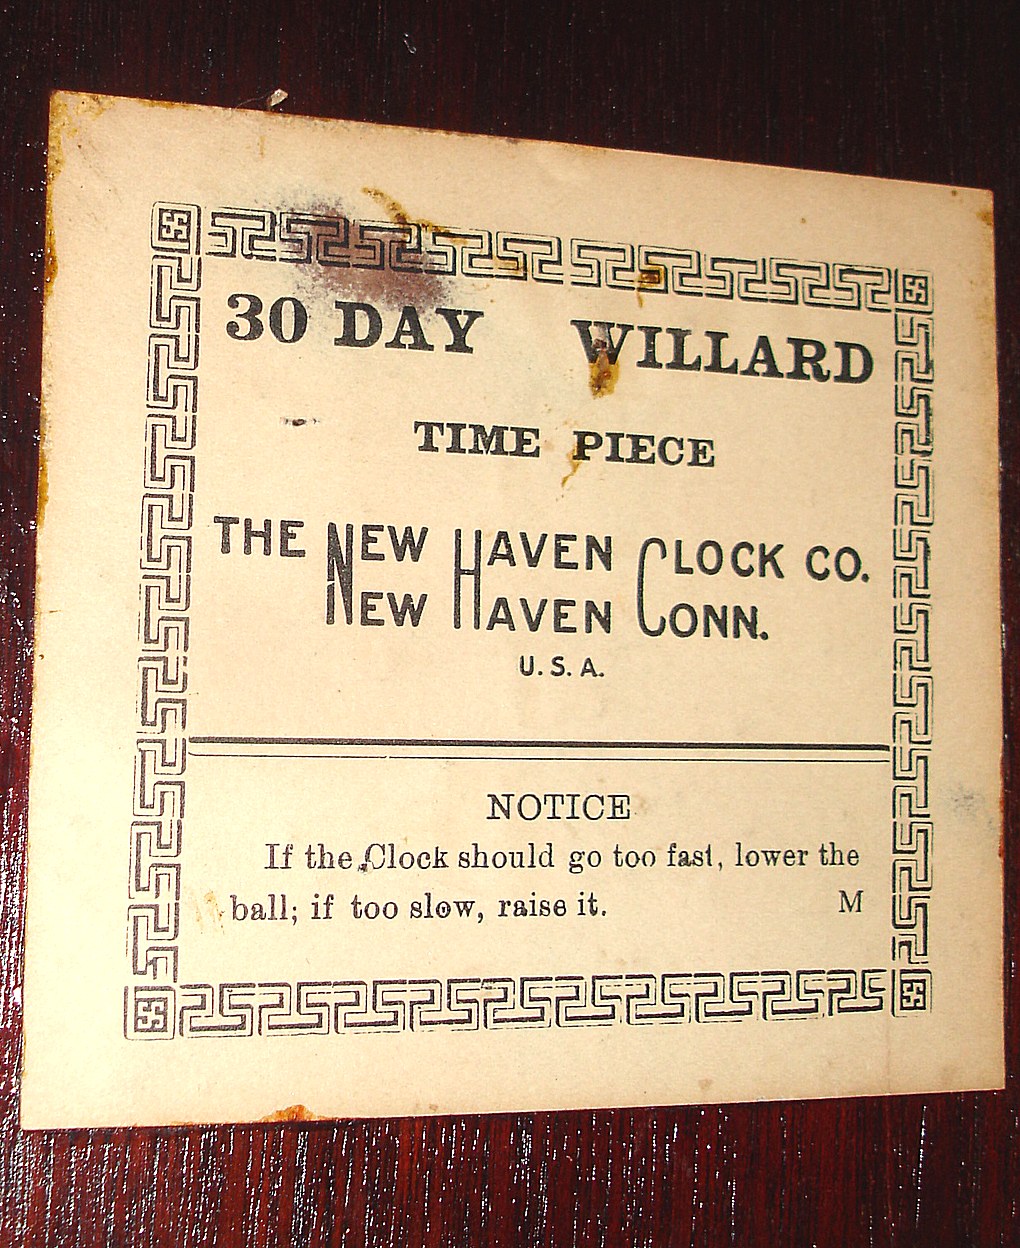 30 DAY WILLARD
TIME PIECE
THE NEW HAVEN CLOCK CO.
NEW HAVEN CONN.
U. S. A.
NOTICE
If the Clock should go too fast, lower the
ball; if too slow, raise it. M